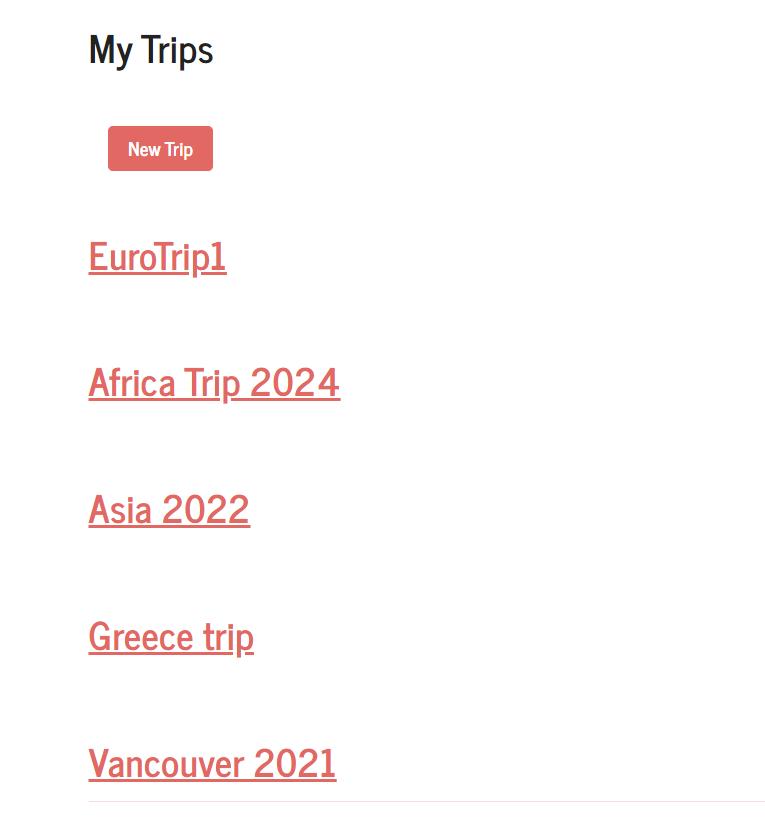 My Trips
New Trip
EuroTrip1
Africa Trip 2024
Asia 2022
Greece trip
Vancouver 2021